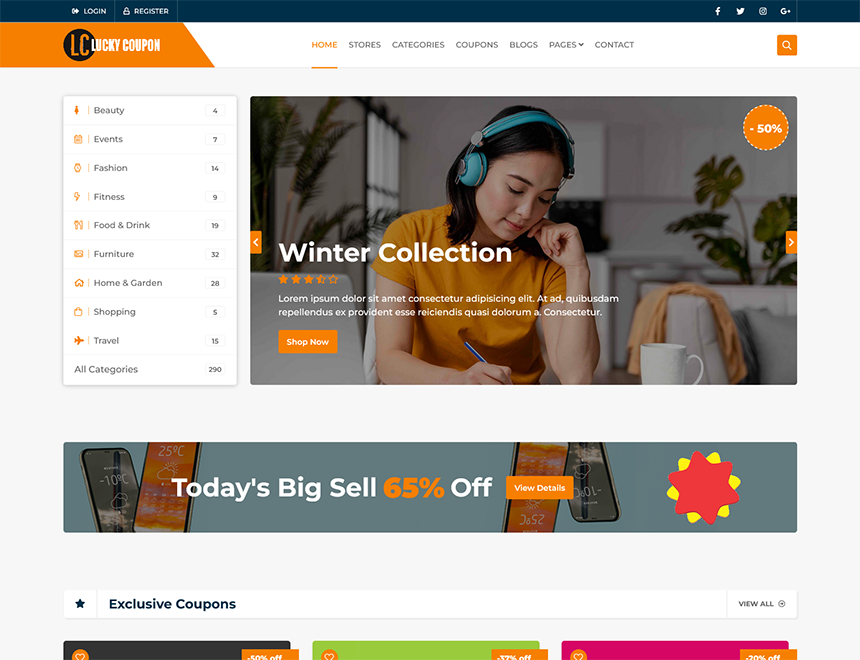 LOGIN
REGISTER
LC LUCKY COUPON
HOME
STORES
CATEGORIES
COUPONS
BLOGS
PAGES
CONTACT
Beauty 4
Events 7
Fashion 14
Fitness 9
Food & Drink 19
Furniture 32
Home & Garden 28
Shopping 5
Travel 15
All Categories 290
- 50%
Winter Collection
Lorem ipsum dolor sit amet consectetur adipisicing elit. At ad, quibusdam
repellendus ex provident esse reiciendis quasi dolorum a. Consectetur.
Shop Now
-10°C
25°C
Today's Big Sell 65% Off
View Details
25°C
-10°C
Exclusive Coupons
VIEW ALL
-50% off
-37% off
-20% off